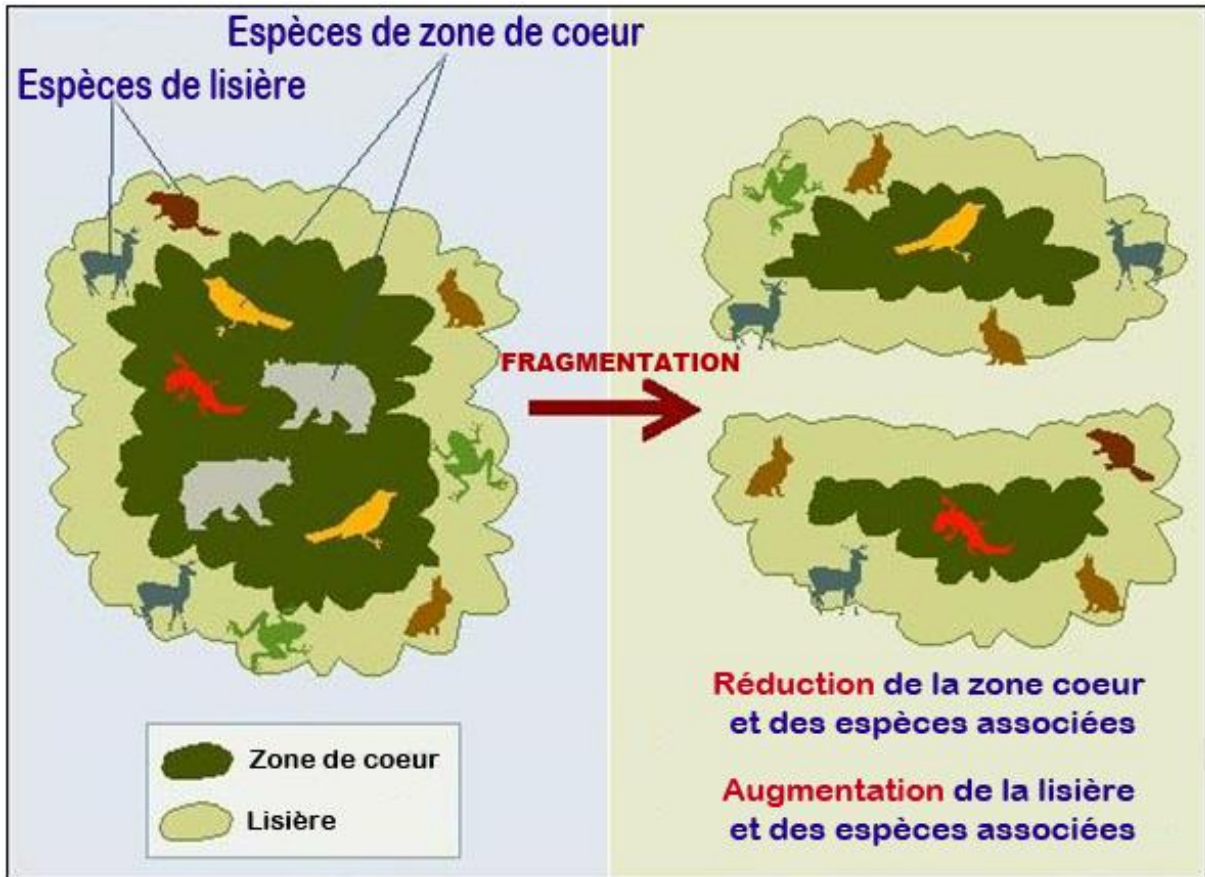 Espèces de zone de coeur
Espèces de lisière
FRAGMENTATION
Zone de coeur
Lisière
Réduction de la zone coeur
et des espèces associées
Augmentation de la lisière
et des espèces associées